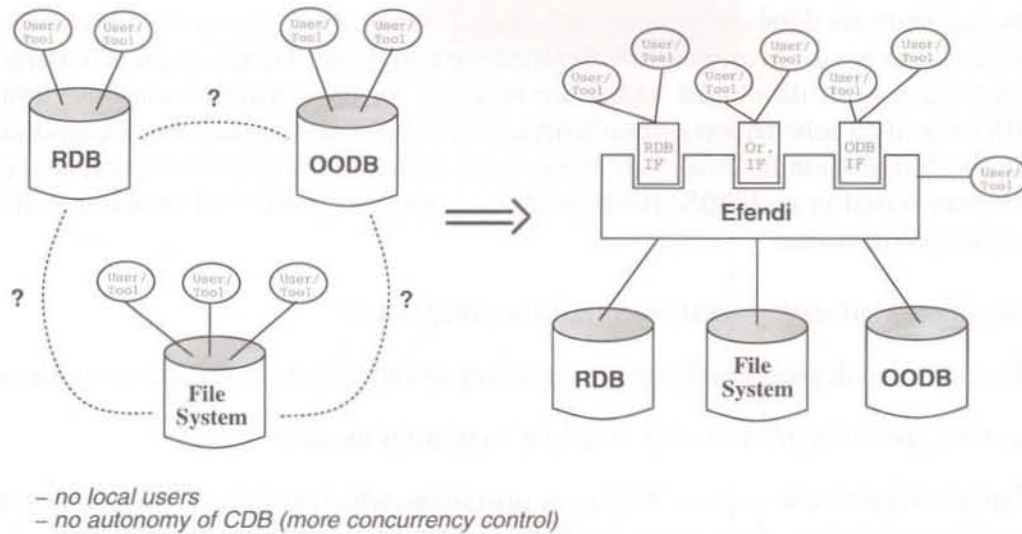 User/
Tool
User/
Tool
RDB
?
User/
Tool
User/
Tool
OODB
?
?
User/
Tool
User/
Tool
User/
Tool
File
System
User/
Tool
User/
Tool
User/
Tool
User/
Tool
User/
Tool
User/
Tool
RDB
IF
Or.
IF
ODB
IF
User/
Tool
Efendi
RDB
File
System
OODB
– no local users
– no autonomy of CDB (more concurrency control)